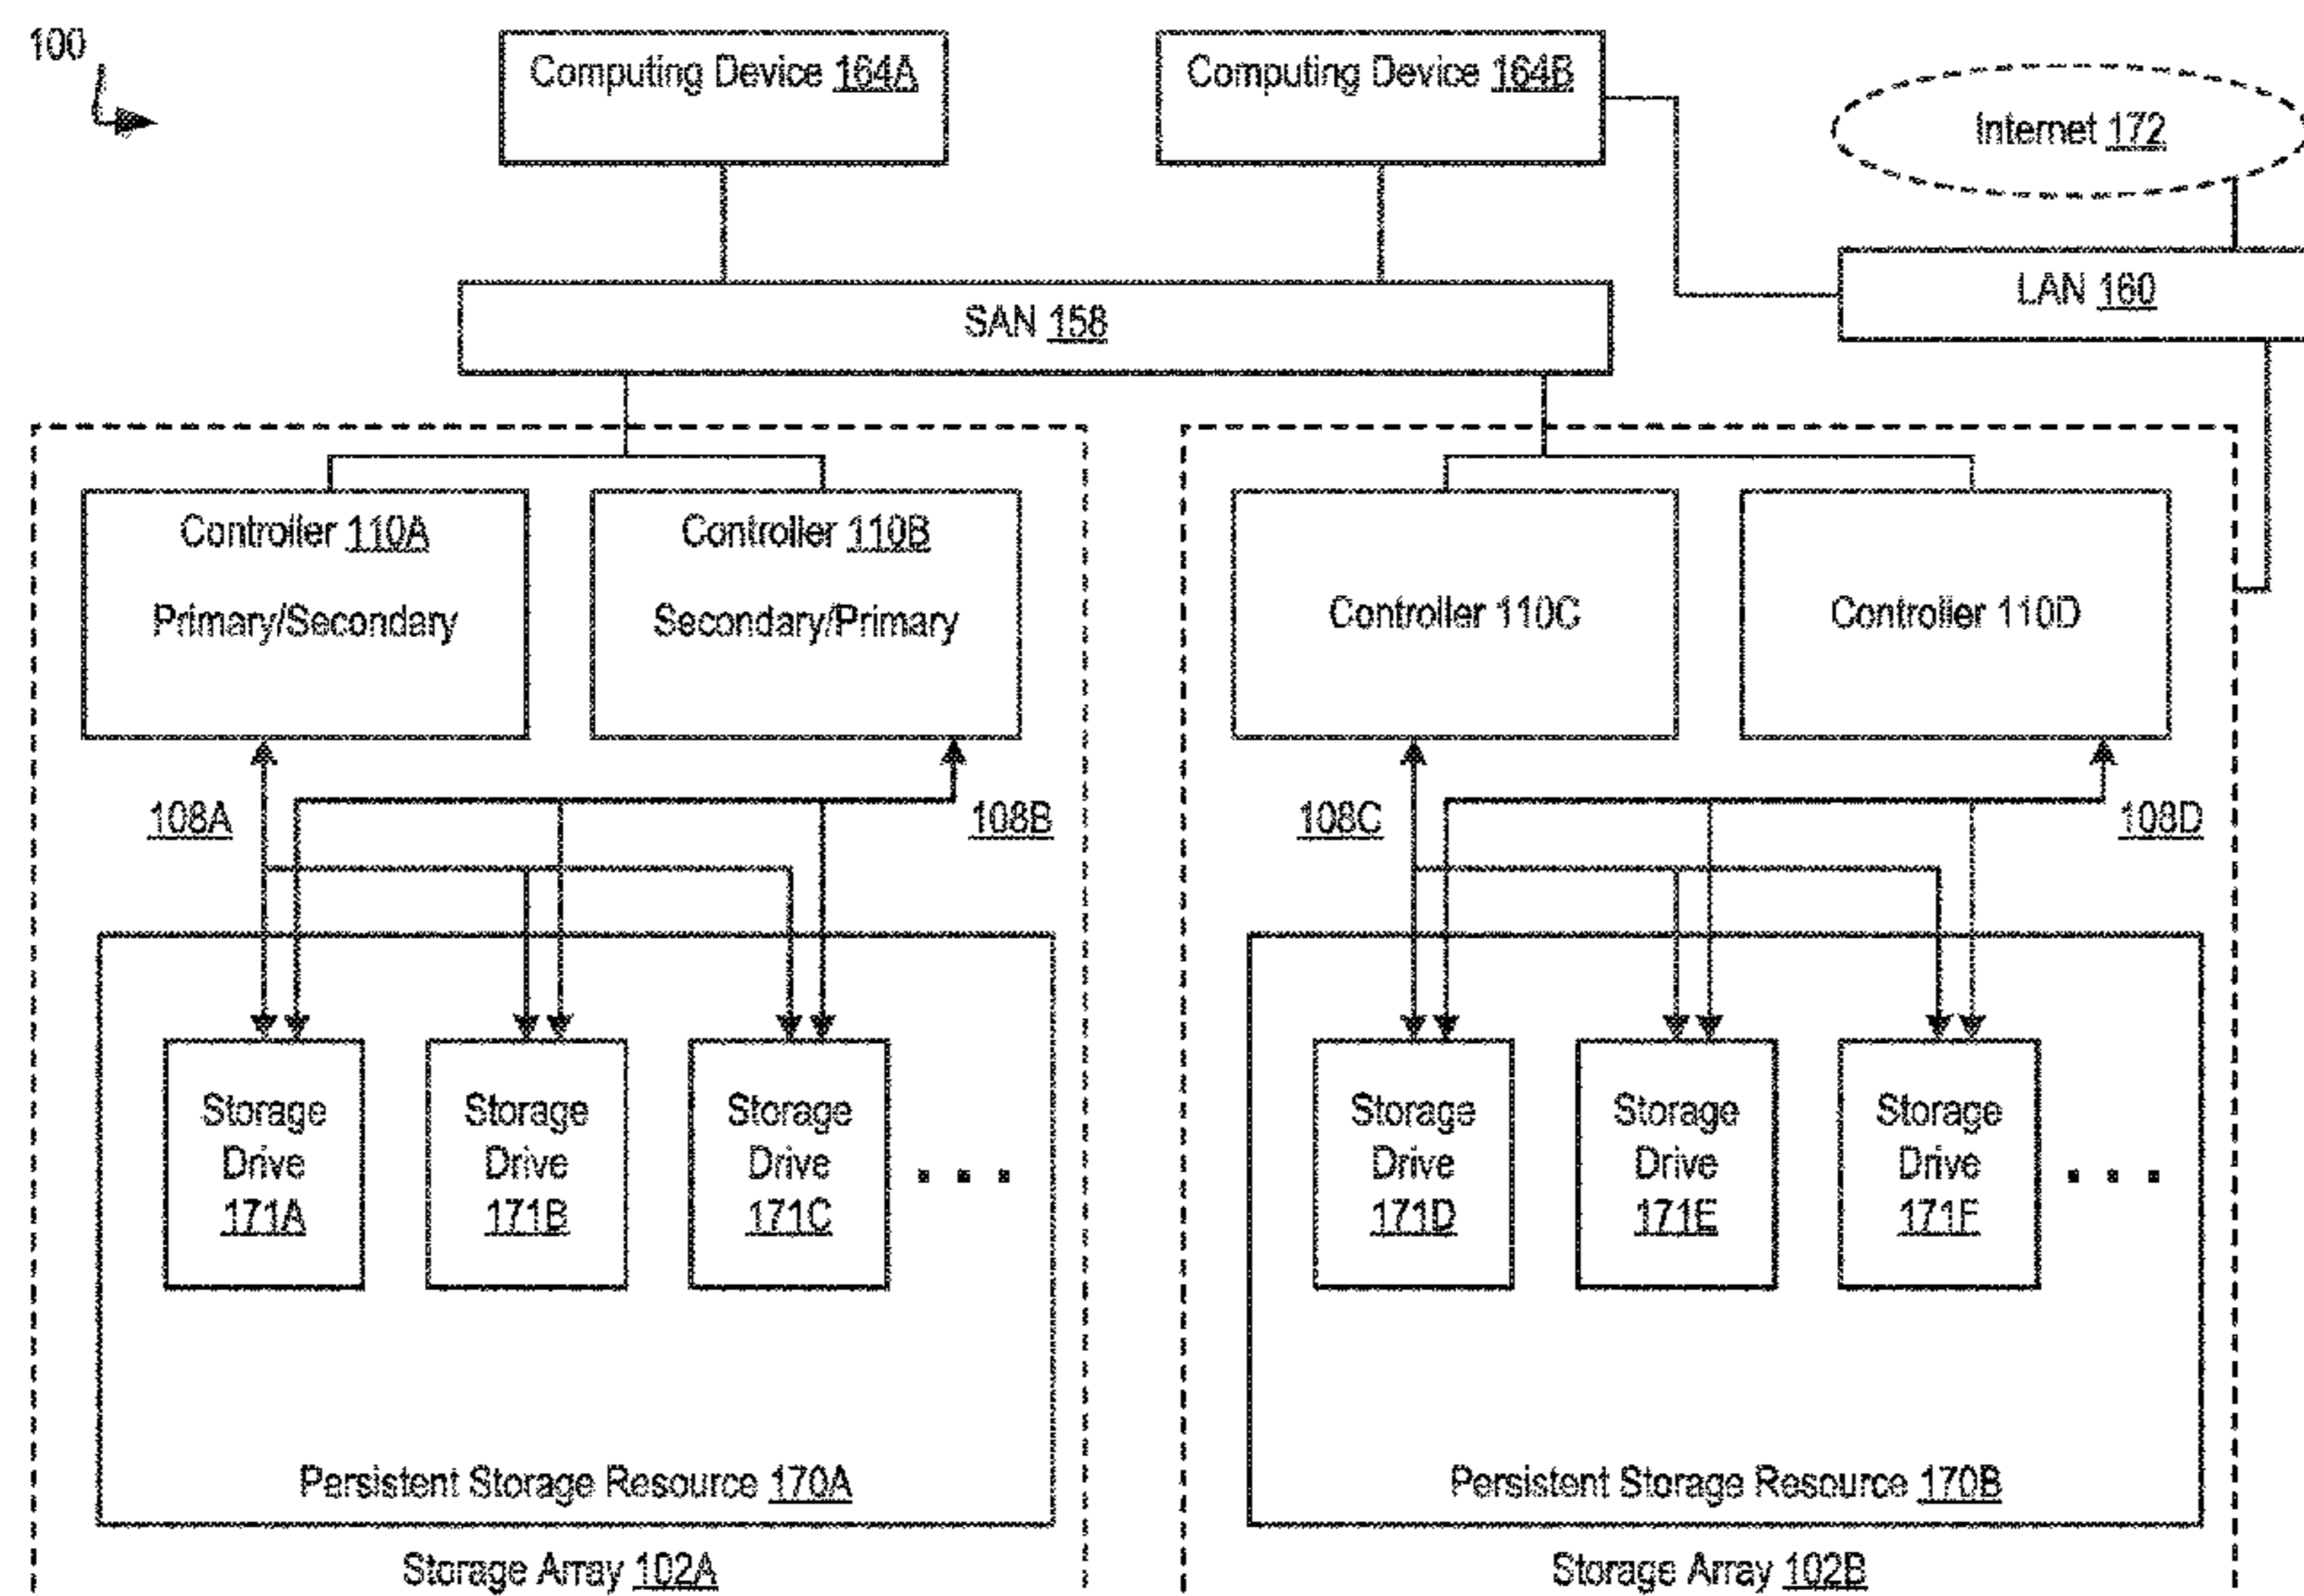 100
Computing Device 164A
Computing Device 164B
Internet 172
LAN 160
SAN 158
Controller 110A
Primary/Secondary
Controller 110B
Secondary/Primary
Controller 110C
Controller 110D
108A
108B
108C
108D
Storage
Drive
171A
Storage
Drive
171B
Storage
Drive
171C
. . .
Storage
Drive
171D
Storage
Drive
171E
Storage
Drive
171F
. . .
Persistent Storage Resource 170A
Persistent Storage Resource 170B
Storage Array 102A
Storage Array 102B